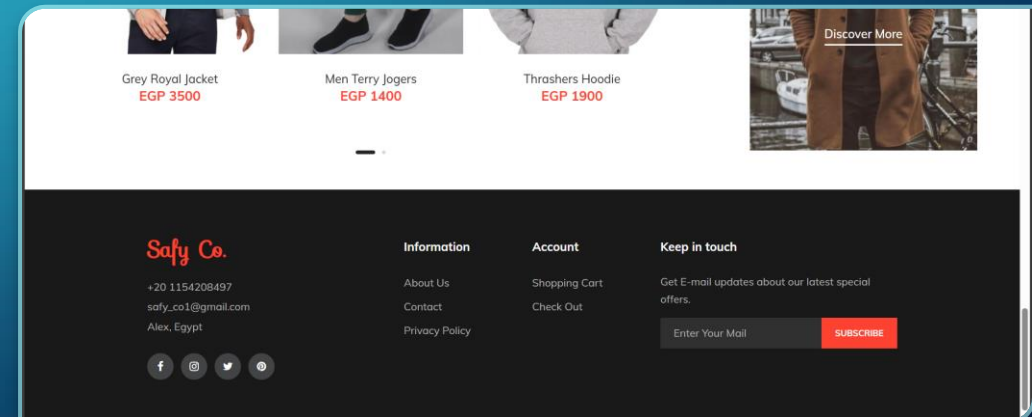 Discover More
Grey Royal Jacket
EGP 3500
Men Terry Jogers
EGP 1400
Thrashers Hoodie
EGP 1900
Safy Co.
+20 1154208497
safy_co1@gmail.com
Alex, Egypt
Information
About Us
Contact
Privacy Policy
Account
Shopping Cart
Check Out
Keep in touch
Get E-mail updates about our latest special
offers.
Enter Your Mail
SUBSCRIBE